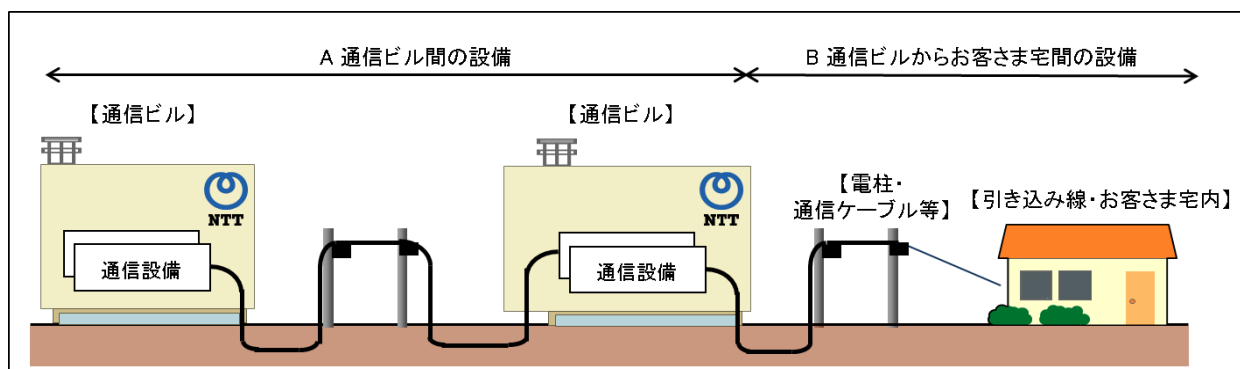 A 通信ビル間の設備
B 通信ビルからお客さま宅間の設備
【通信ビル】
【通信ビル】
【電柱・
通信ケーブル等】
【引き込み線・お客さま宅内】
NTT
NTT
通信設備
通信設備